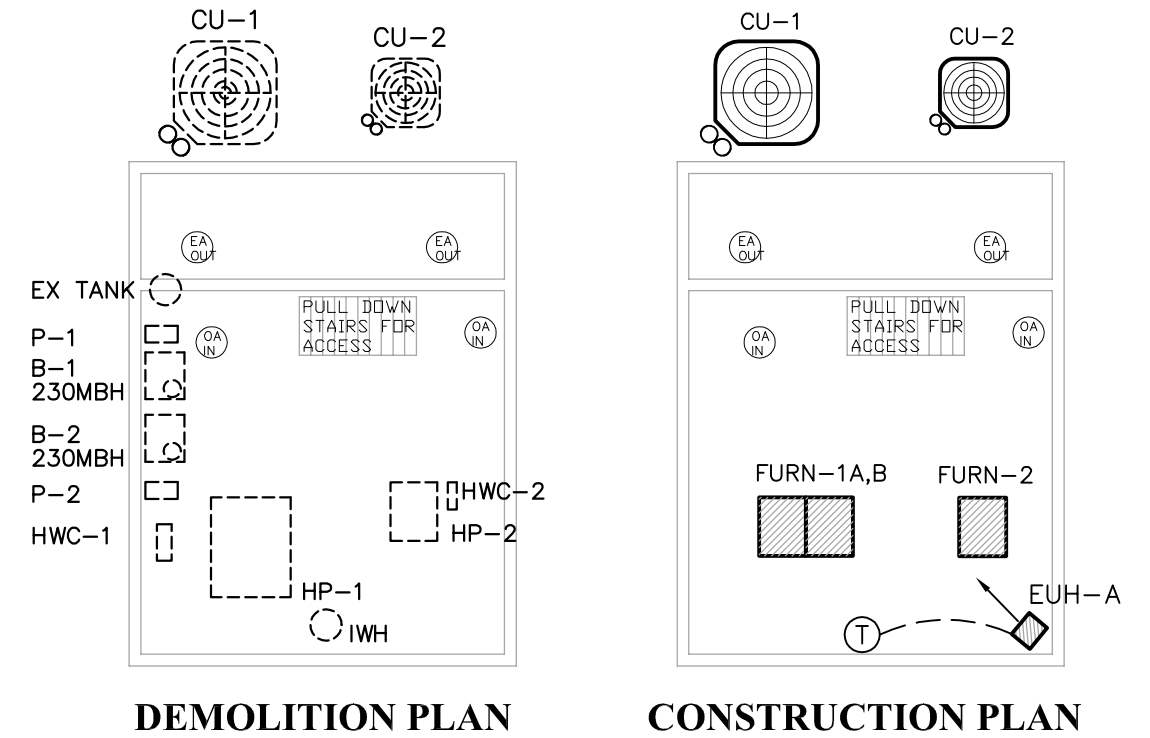 CU-1
CU-2
EA
OUT
EA
OUT
EX TANK
PULL DOWN
STAIRS FOR
ACCESS
P-1
OA
IN
OA
IN
B-1
230MBH
B-2
230MBH
P-2
HWC-2
HWC-1
HP-2
HP-1
IWH
DEMOLITION PLAN
CU-1
CU-2
EA
OUT
EA
OUT
PULL DOWN
STAIRS FOR
ACCESS
OA
IN
OA
IN
FURN-1A,B
FURN-2
EUH-A
T
CONSTRUCTION PLAN